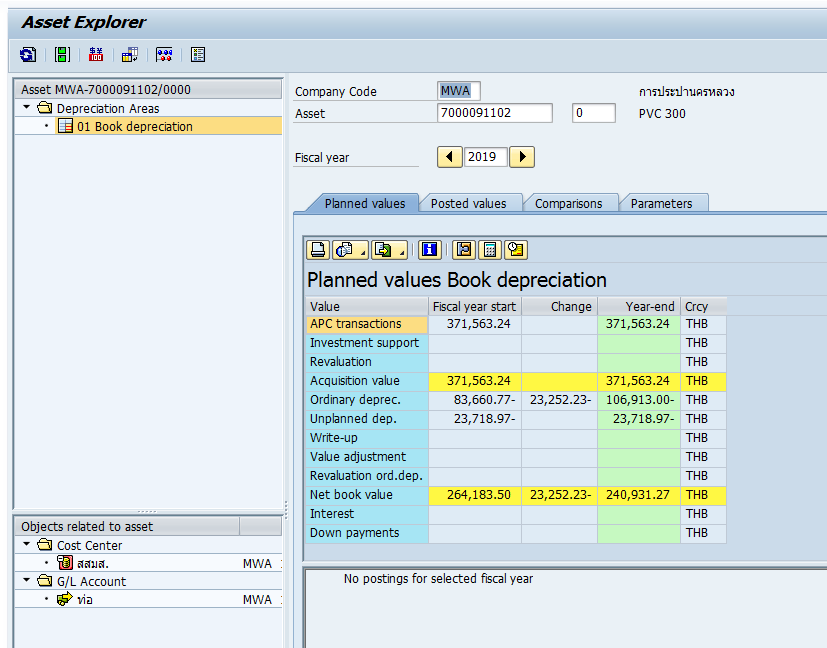 Asset Explorer
Asset MWA-7000091102/0000
Depreciation Areas
01 Book depreciation
Company Code MWA การประปานครหลวง
Asset 7000091102 0 PVC 300
Fiscal year 2019
Planned values Posted values Comparisons Parameters
Planned values Book depreciation
Value Fiscal year start Change Year-end Crcy
APC transactions 371,563.24 371,563.24 THB
Investment support THB
Revaluation THB
Acquisition value 371,563.24 371,563.24 THB
Ordinary deprec. 83,660.77- 23,252.23- 106,913.00- THB
Unplanned dep. 23,718.97- 23,718.97- THB
Write-up THB
Value adjustment THB
Revaluation ord.dep. THB
Net book value 264,183.50 23,252.23- 240,931.27 THB
Interest THB
Down payments THB
Objects related to asset
Cost Center
สสมส. MWA
G/L Account
ท่อ MWA
No postings for selected fiscal year